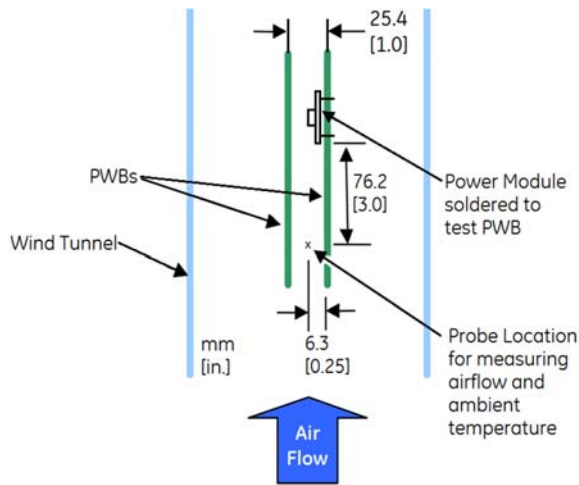 25.4
[1.0]
PWBs
76.2
[3.0]
Power Module
soldered to
test PWB
Wind Tunnel
x
mm
[in.]
6.3
[0.25]
Probe Location
for measuring
airflow and
ambient
temperature
Air
Flow